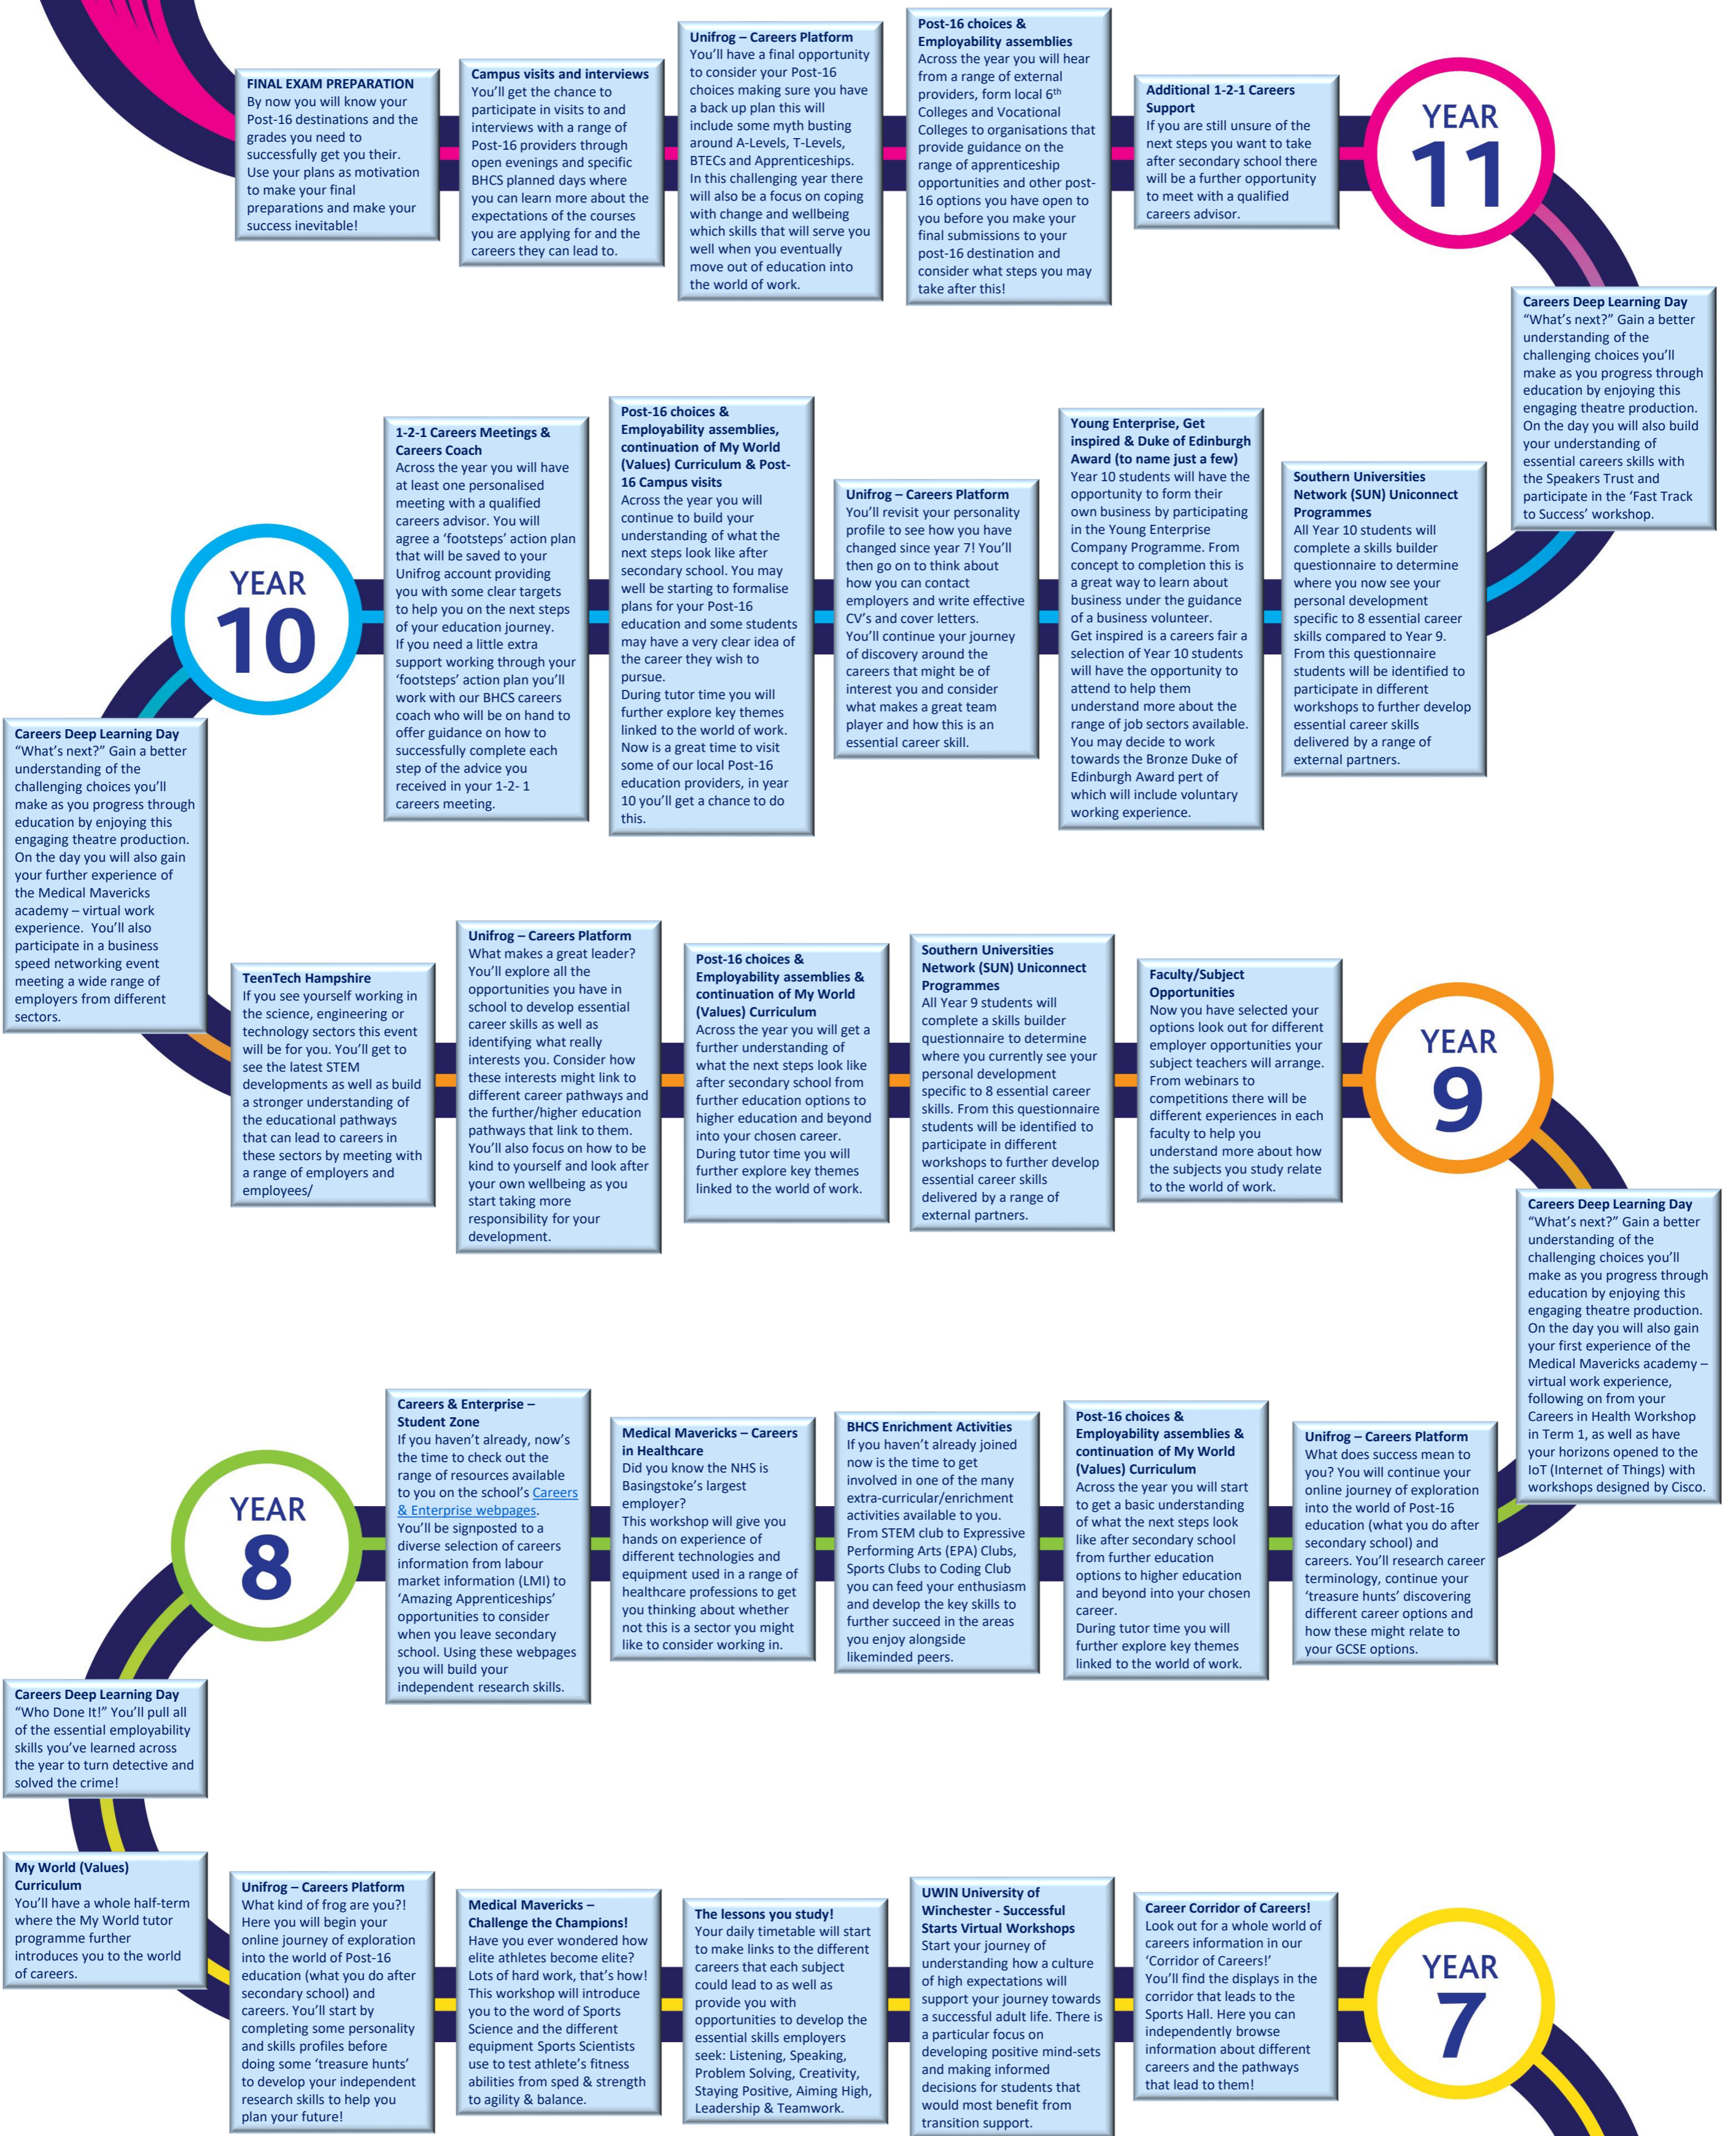 FINAL EXAM PREPARATION
By now you will know your
Post-16 destinations and the
grades you need to
successfully get you their.
Use your plans as motivation
to make your final
preparations and make your
success inevitable!
Campus visits and interviews
You'll get the chance to
participate in visits to and
interviews with a range of
Post-16 providers through
open evenings and specific
BHCS planned days where
you can learn more about the
expectations of the courses
you are applying for and the
careers they can lead to.
Unifrog – Careers Platform
You'll have a final opportunity
to consider your Post-16
choices making sure you have
a back up plan this will
include some myth busting
around A-Levels, T-Levels,
BTECs and Apprenticeships.
In this challenging year there
will also be a focus on coping
with change and wellbeing
which skills that will serve you
well when you eventually
move out of education into
the world of work.
Post-16 choices &
Employability assemblies
Across the year you will hear
from a range of external
providers, form local 6th
Colleges and Vocational
Colleges to organisations that
provide guidance on the
range of apprenticeship
opportunities and other post-
16 options you have open to
you before you make your
final submissions to your
post-16 destination and
consider what steps you may
take after this!
Additional 1-2-1 Careers
Support
If you are still unsure of the
next steps you want to take
after secondary school there
will be a further opportunity
to meet with a qualified
careers advisor.
YEAR
11
Careers Deep Learning Day
"What's next?" Gain a better
understanding of the
challenging choices you'll
make as you progress through
education by enjoying this
engaging theatre production.
On the day you will also build
your understanding of
essential careers skills with
the Speakers Trust and
participate in the 'Fast Track
to Success' workshop.
YEAR
10
1-2-1 Careers Meetings &
Careers Coach
Across the year you will have
at least one personalised
meeting with a qualified
careers advisor. You will
agree a 'footsteps' action plan
that will be saved to your
Unifrog account providing
you with some clear targets
to help you on the next steps
of your education journey.
If you need a little extra
support working through your
'footsteps' action plan you'll
work with our BHCS careers
coach who will be on hand to
offer guidance on how to
successfully complete each
step of the advice you
received in your 1-2- 1
careers meeting.
Post-16 choices &
Employability assemblies,
continuation of My World
(Values) Curriculum & Post-
16 Campus visits
Across the year you will
continue to build your
understanding of what the
next steps look like after
secondary school. You may
well be starting to formalise
plans for your Post-16
education and some students
may have a very clear idea of
the career they wish to
pursue.
During tutor time you will
further explore key themes
linked to the world of work.
Now is a great time to visit
some of our local Post-16
education providers, in year
10 you'll get a chance to do
this.
Unifrog – Careers Platform
You'll revisit your personality
profile to see how you have
changed since year 7! You'll
then go on to think about
how you can contact
employers and write effective
CV's and cover letters.
You'll continue your journey
of discovery around the
careers that might be of
interest you and consider
what makes a great team
player and how this is an
essential career skill.
Young Enterprise, Get
inspired & Duke of Edinburgh
Award (to name just a few)
Year 10 students will have the
opportunity to form their
own business by participating
in the Young Enterprise
Company Programme. From
concept to completion this is
a great way to learn about
business under the guidance
of a business volunteer.
Get inspired is a careers fair a
selection of Year 10 students
will have the opportunity to
attend to help them
understand more about the
range of job sectors available.
You may decide to work
towards the Bronze Duke of
Edinburgh Award pert of
which will include voluntary
working experience.
Southern Universities
Network (SUN) Uniconnect
Programmes
All Year 10 students will
complete a skills builder
questionnaire to determine
where you now see your
personal development
specific to 8 essential career
skills compared to Year 9.
From this questionnaire
students will be identified to
participate in different
workshops to further develop
essential career skills
delivered by a range of
external partners.
Careers Deep Learning Day
"What's next?" Gain a better
understanding of the
challenging choices you'll
make as you progress through
education by enjoying this
engaging theatre production.
On the day you will also gain
your further experience of
the Medical Mavericks
academy – virtual work
experience. You'll also
participate in a business
speed networking event
meeting a wide range of
employers from different
sectors.
TeenTech Hampshire
If you see yourself working in
the science, engineering or
technology sectors this event
will be for you. You'll get to
see the latest STEM
developments as well as build
a stronger understanding of
the educational pathways
that can lead to careers in
these sectors by meeting with
a range of employers and
employees/
Unifrog – Careers Platform
What makes a great leader?
You'll explore all the
opportunities you have in
school to develop essential
career skills as well as
identifying what really
interests you. Consider how
these interests might link to
different career pathways and
the further/higher education
pathways that link to them.
You'll also focus on how to be
kind to yourself and look after
your own wellbeing as you
start taking more
responsibility for your
development.
Post-16 choices &
Employability assemblies &
continuation of My World
(Values) Curriculum
Across the year you will get a
further understanding of
what the next steps look like
after secondary school from
further education options to
higher education and beyond
into your chosen career.
During tutor time you will
further explore key themes
linked to the world of work.
Southern Universities
Network (SUN) Uniconnect
Programmes
All Year 9 students will
complete a skills builder
questionnaire to determine
where you currently see your
personal development
specific to 8 essential career
skills. From this questionnaire
students will be identified to
participate in different
workshops to further develop
essential career skills
delivered by a range of
external partners.
Faculty/Subject
Opportunities
Now you have selected your
options look out for different
employer opportunities your
subject teachers will arrange.
From webinars to
competitions there will be
different experiences in each
faculty to help you
understand more about how
the subjects you study relate
to the world of work.
YEAR
9
Careers Deep Learning Day
"What's next?" Gain a better
understanding of the
challenging choices you'll
make as you progress through
education by enjoying this
engaging theatre production.
On the day you will also gain
your first experience of the
Medical Mavericks academy –
virtual work experience,
following on from your
Careers in Health Workshop
in Term 1, as well as have
your horizons opened to the
IoT (Internet of Things) with
workshops designed by Cisco.
YEAR
8
Careers & Enterprise –
Student Zone
If you haven't already, now's
the time to check out the
range of resources available
to you on the school's Careers
& Enterprise webpages.
You'll be signposted to a
diverse selection of careers
information from labour
market information (LMI) to
'Amazing Apprenticeships'
opportunities to consider
when you leave secondary
school. Using these webpages
you will build your
independent research skills.
Medical Mavericks – Careers
in Healthcare
Did you know the NHS is
Basingstoke's largest
employer?
This workshop will give you
hands on experience of
different technologies and
equipment used in a range of
healthcare professions to get
you thinking about whether
not this is a sector you might
like to consider working in.
BHCS Enrichment Activities
If you haven't already joined
now is the time to get
involved in one of the many
extra-curricular/enrichment
activities available to you.
From STEM club to Expressive
Performing Arts (EPA) Clubs,
Sports Clubs to Coding Club
you can feed your enthusiasm
and develop the key skills to
further succeed in the areas
you enjoy alongside
likeminded peers.
Post-16 choices &
Employability assemblies &
continuation of My World
(Values) Curriculum
Across the year you will start
to get a basic understanding
of what the next steps look
like after secondary school
from further education
options to higher education
and beyond into your chosen
career.
During tutor time you will
further explore key themes
linked to the world of work.
Unifrog – Careers Platform
What does success mean to
you? You will continue your
online journey of exploration
into the world of Post-16
education (what you do after
secondary school) and
careers. You'll research career
terminology, continue your
'treasure hunts' discovering
different career options and
how these might relate to
your GCSE options.
Careers Deep Learning Day
"Who Done It!" You'll pull all
of the essential employability
skills you've learned across
the year to turn detective and
solved the crime!
My World (Values)
Curriculum
You'll have a whole half-term
where the My World tutor
programme further
introduces you to the world
of careers.
Unifrog – Careers Platform
What kind of frog are you?!
Here you will begin your
online journey of exploration
into the world of Post-16
education (what you do after
secondary school) and
careers. You'll start by
completing some personality
and skills profiles before
doing some 'treasure hunts'
to develop your independent
research skills to help you
plan your future!
Medical Mavericks –
Challenge the Champions!
Have you ever wondered how
elite athletes become elite?
Lots of hard work, that's how!
This workshop will introduce
you to the word of Sports
Science and the different
equipment Sports Scientists
use to test athlete's fitness
abilities from sped & strength
to agility & balance.
The lessons you study!
Your daily timetable will start
to make links to the different
careers that each subject
could lead to as well as
provide you with
opportunities to develop the
essential skills employers
seek: Listening, Speaking,
Problem Solving, Creativity,
Staying Positive, Aiming High,
Leadership & Teamwork.
UWIN University of
Winchester - Successful
Starts Virtual Workshops
Start your journey of
understanding how a culture
of high expectations will
support your journey towards
a successful adult life. There is
a particular focus on
developing positive mind-sets
and making informed
decisions for students that
would most benefit from
transition support.
Career Corridor of Careers!
Look out for a whole world of
careers information in our
'Corridor of Careers!'
You'll find the displays in the
corridor that leads to the
Sports Hall. Here you can
independently browse
information about different
careers and the pathways
that lead to them!
YEAR
7